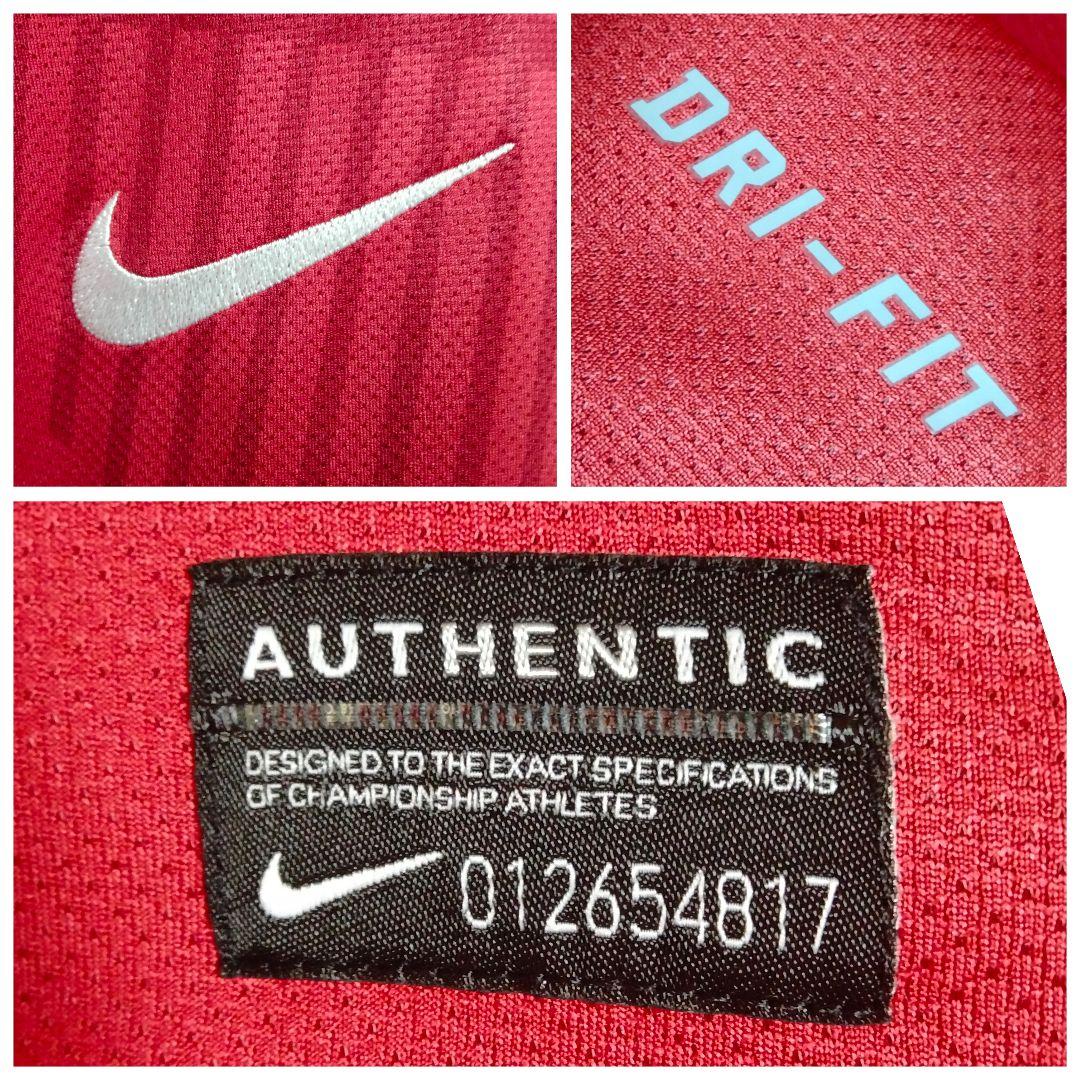 DRI-FIT
AUTHENTIC
DESIGNED TO THE EXACT SPECIFICATIONS
OF CHAMPIONSHIP ATHLETES
012654817